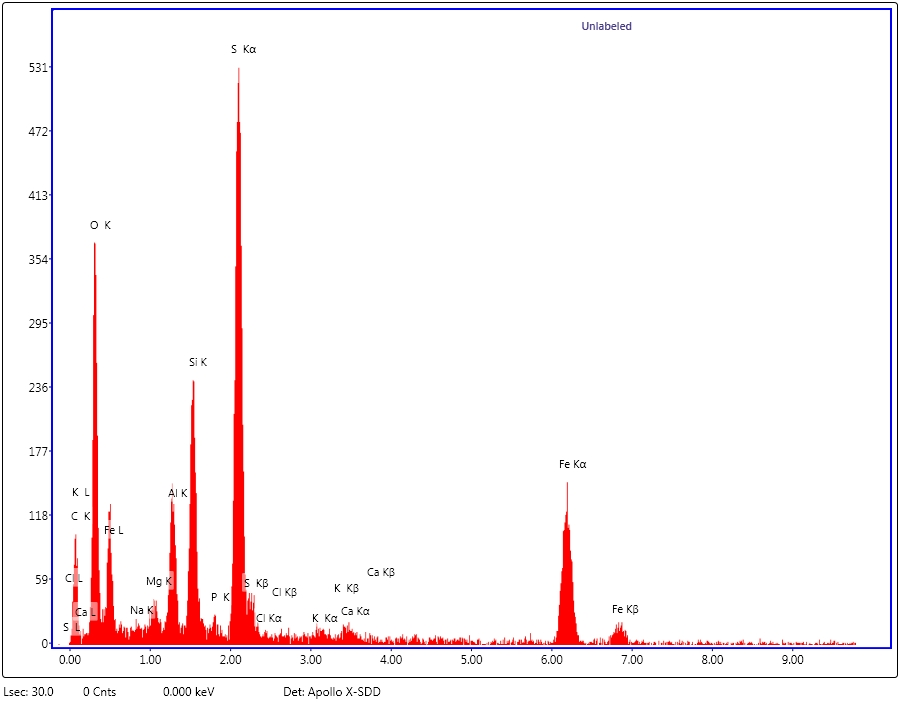 Unlabeled
S Kα
531
472
413
O K
354
295
Si K
236
177
Fe Kα
K L
Al K
118
C K
Fe L
Ca Kβ
59
Cl L
Mg K
S Kβ
K Kβ
Cl Kβ
P K
Ca L
Na K
Ca Kα
Fe Kβ
Cl Kα
K Kα
S L
0
0.00 1.00 2.00 3.00 4.00 5.00 6.00 7.00 8.00 9.00
Lsec: 30.0 0 Cnts 0.000 keV Det: Apollo X-SDD